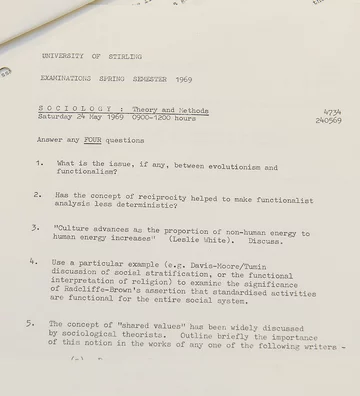 UNIVERSITY OF STIRLING
EXAMINATIONS SPRING SEMESTER 1969
SOCIOLOGY : Theory and Methods 4734
Saturday 24 May 1969 0900-1200 hours 240569
Answer any FOUR questions
1. What is the issue, if any, between evolutionism and
functionalism?
2. Has the concept of reciprocity helped to make functionalist
analysis less deterministic?
3. "Culture advances as the proportion of non-human energy to
human energy increases" (Leslie White). Discuss.
4. Use a particular example (e.g. Davis-Moore/Tumin
discussion of social stratification, or the functional
interpretation of religion) to examine the significance
of Radcliffe-Brown's assertion that standardised activities
are functional for the entire social system.
5. The concept of "shared values" has been widely discussed
by sociological theorists. Outline briefly the importance
of this notion in the works of any one of the following writers -